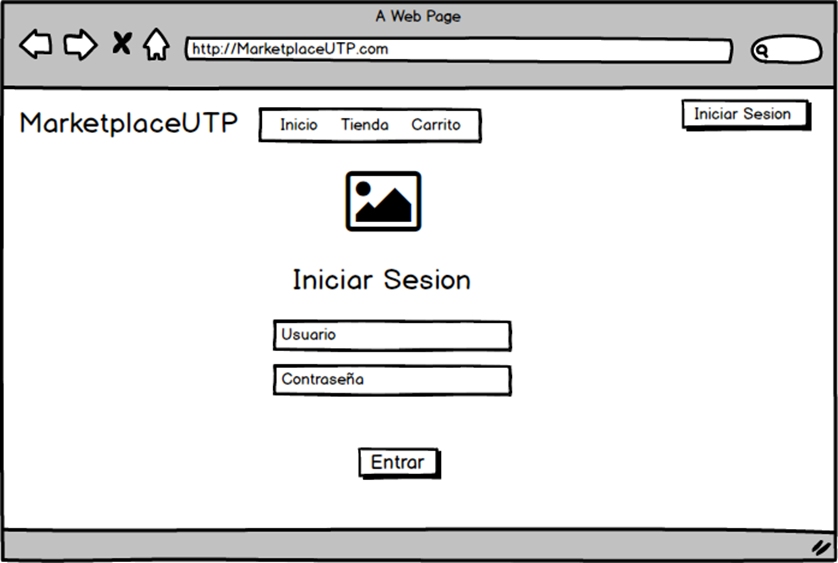 A Web Page
http://MarketplaceUTP.com
MarketplaceUTP
Inicio Tienda Carrito
Iniciar Sesion
Iniciar Sesion
Usuario
Contraseña
Entrar